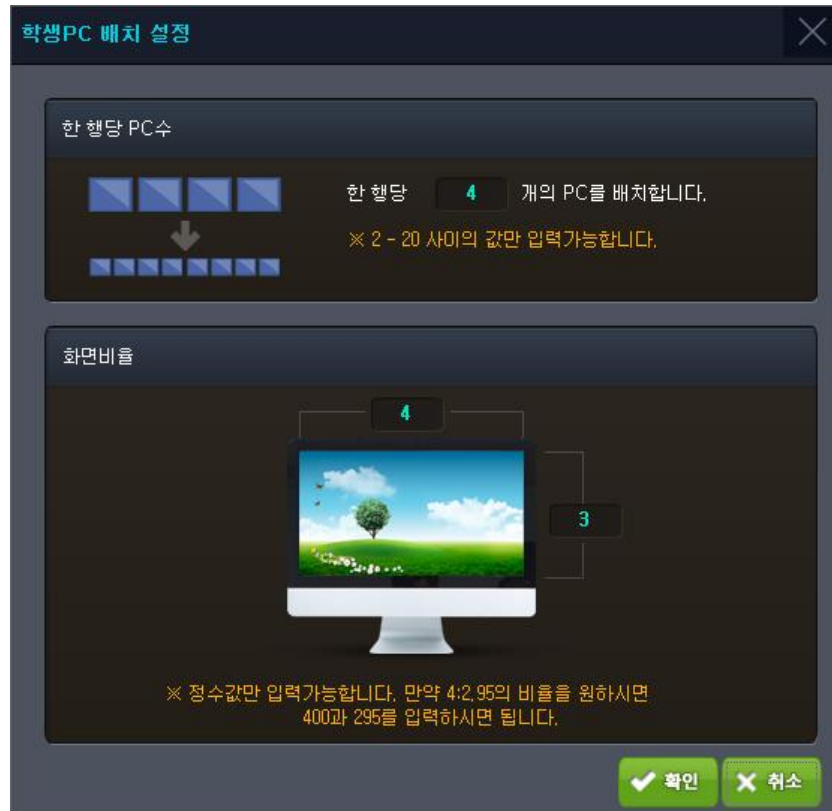 학생PC 배치 설정
한 행당 PC수
한 행당 4 개의 PC를 배치합니다.
※ 2 - 20 사이의 값만 입력가능합니다.
화면비율
4
3
※ 정수값만 입력가능합니다. 만약 4:2.95의 비율을 원하시면
400과 295를 입력하시면 됩니다.
확인 취소